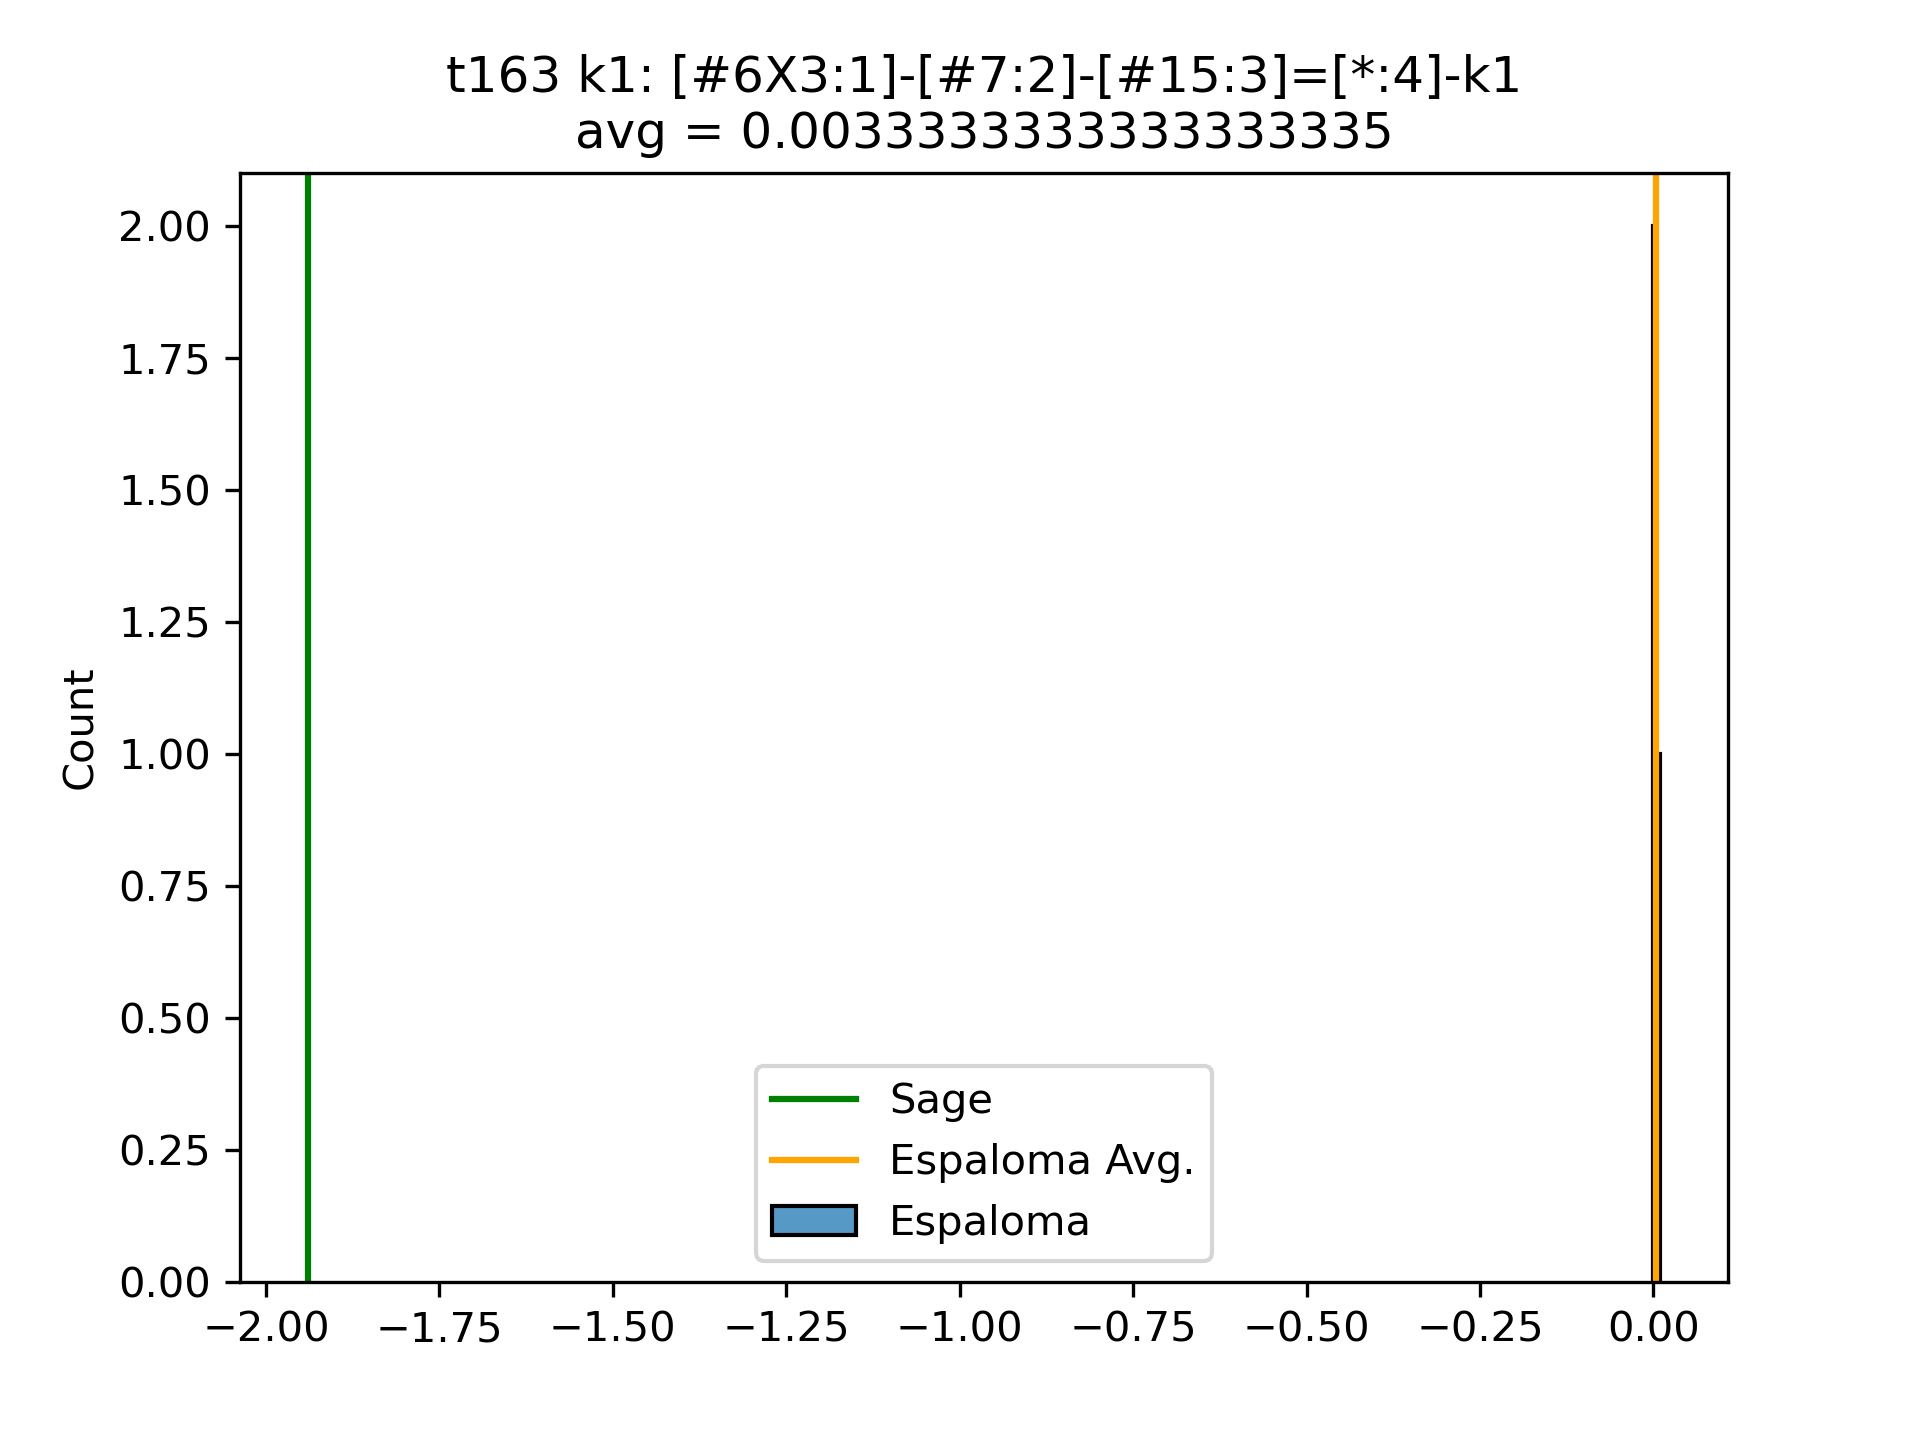 t163 k1: [#6X3:1]-[#7:2]-[#15:3]=[*:4]-k1
avg = 0.0033333333333333335
2.00
1.75
1.50
1.25
1.00
0.75
0.50
0.25
0.00
Count
Sage
Espaloma Avg.
Espaloma
−2.00 −1.75 −1.50 −1.25 −1.00 −0.75 −0.50 −0.25 0.00